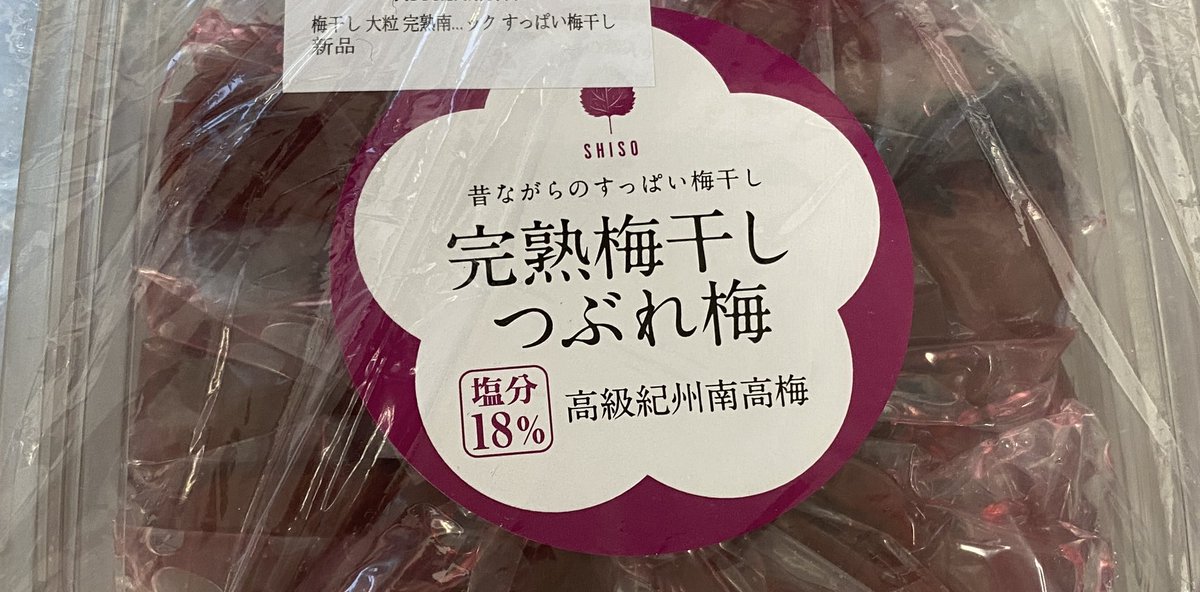 梅干し 大粒 完熟南... ック すっぱい梅干し
新品
SHISO
昔ながらのすっぱい梅干し
完熟梅干し
つぶれ梅
塩分
18%
高級紀州南高梅